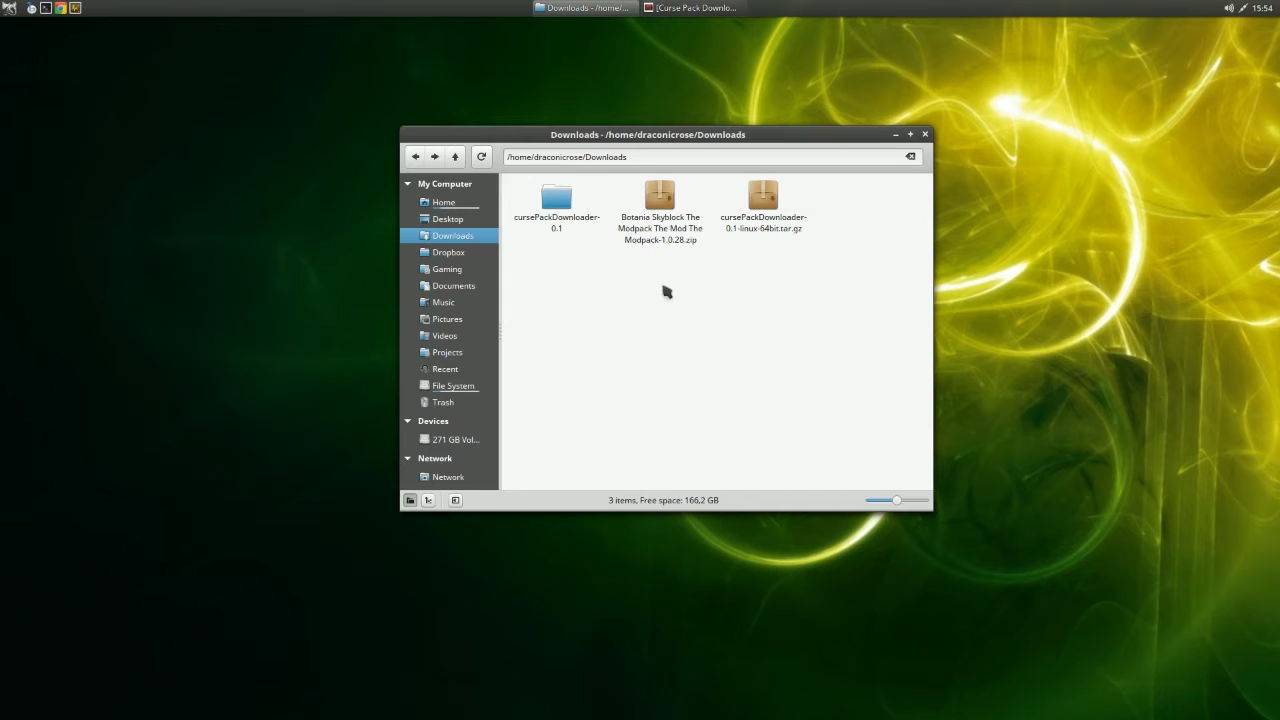 Downloads - /home/...
[Curse Pack Downlo...
15:54
Downloads - /home/draconicrose/Downloads
/home/draconicrose/Downloads
My Computer
Home
Desktop
Downloads
Dropbox
Gaming
Documents
Music
Pictures
Videos
Projects
Recent
File System
Trash
Devices
271 GB Vol...
Network
Network
cursePackDownloader-
0.1
Botania Skyblock The
Modpack The Mod The
Modpack-1.0.28.zip
cursePackDownloader-
0.1-linux-64bit.tar.gz
3 items, Free space: 166,2 GB